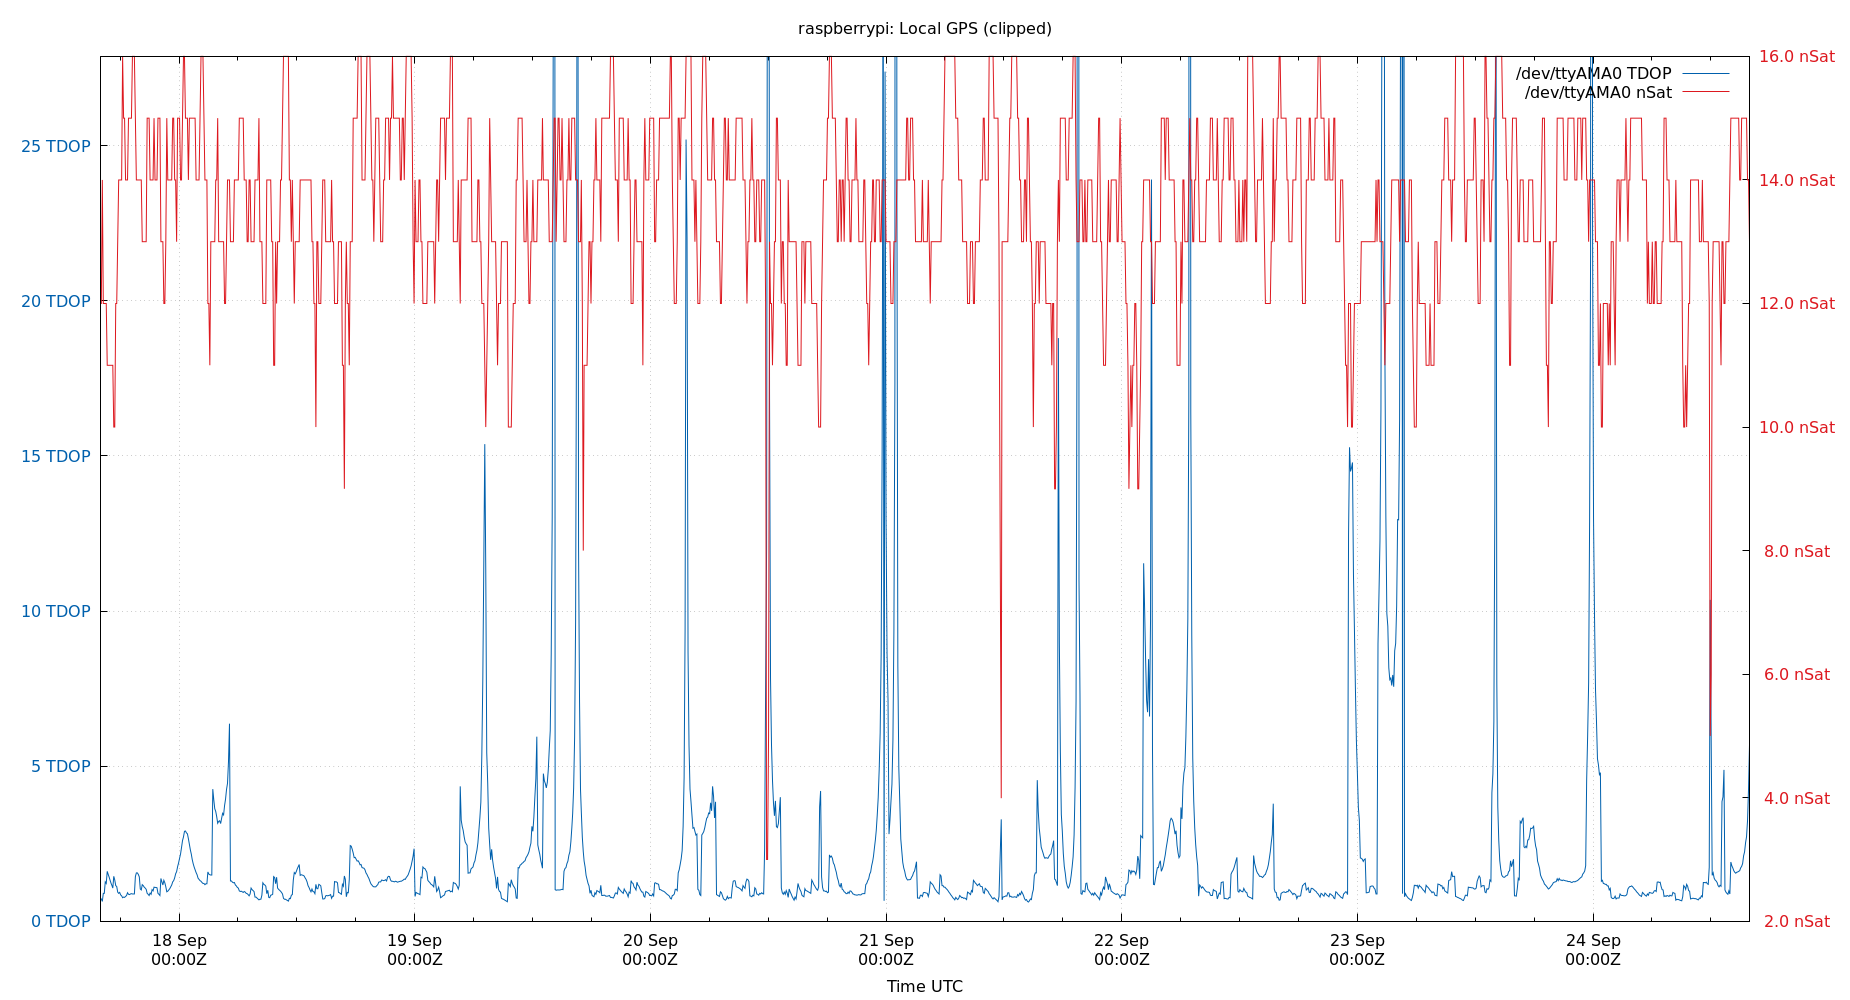 raspberrypi: Local GPS (clipped)
/dev/ttyAMA0 TDOP
/dev/ttyAMA0 nSat
25 TDOP
20 TDOP
15 TDOP
10 TDOP
5 TDOP
0 TDOP
16.0 nSat
14.0 nSat
12.0 nSat
10.0 nSat
8.0 nSat
6.0 nSat
4.0 nSat
2.0 nSat
18 Sep
00:00Z
19 Sep
00:00Z
20 Sep
00:00Z
21 Sep
00:00Z
22 Sep
00:00Z
23 Sep
00:00Z
24 Sep
00:00Z
Time UTC